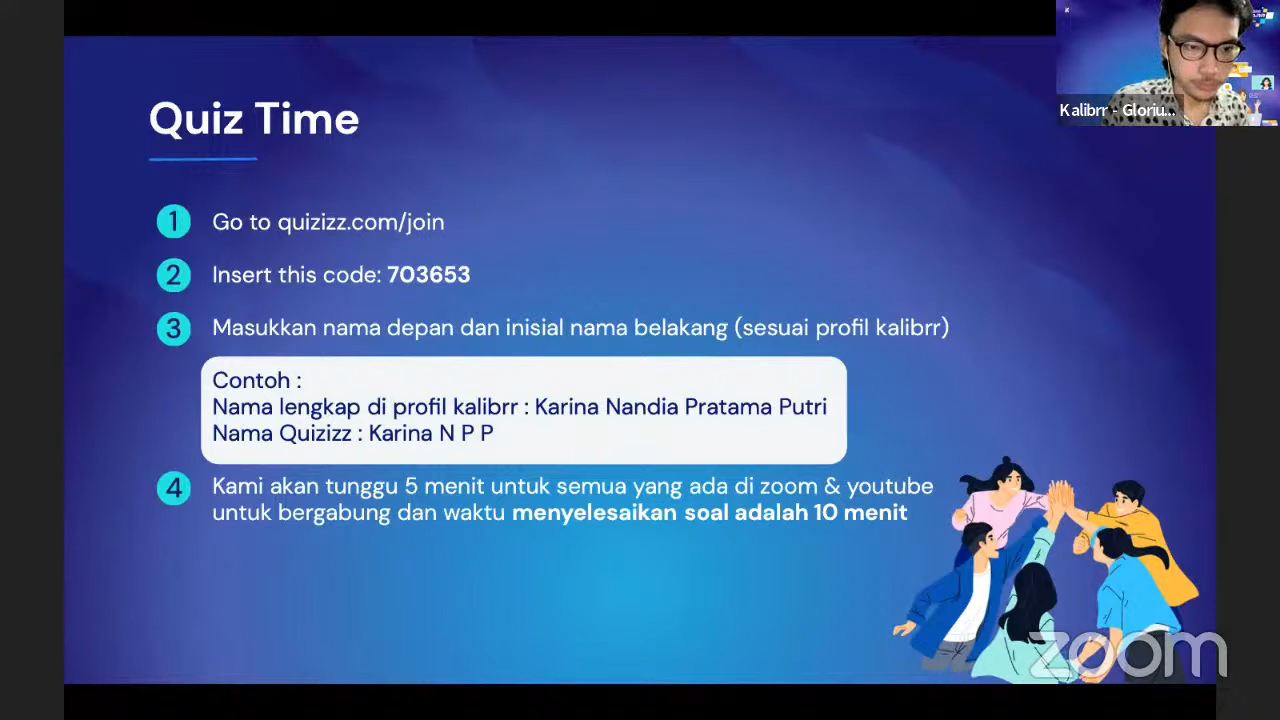 Quiz Time
Kalibrr - Gloriu...
1 Go to quizizz.com/join
2 Insert this code: 703653
3 Masukkan nama depan dan inisial nama belakang (sesuai profil kalibrr)
Contoh :
Nama lengkap di profil kalibrr : Karina Nandia Pratama Putri
Nama Quizizz : Karina N P P
4 Kami akan tunggu 5 menit untuk semua yang ada di zoom & youtube
untuk bergabung dan waktu menyelesaikan soal adalah 10 menit
zoom